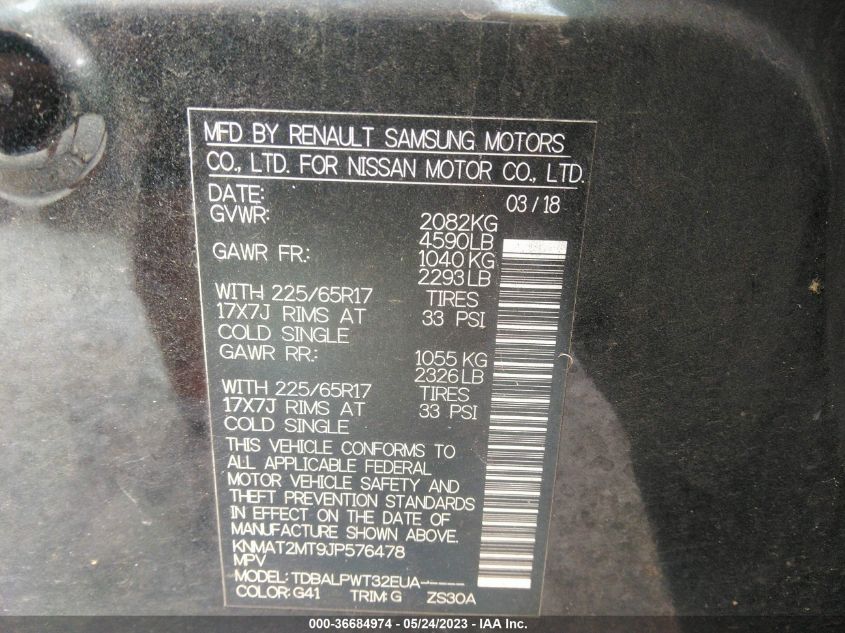 MFD BY RENAULT SAMSUNG MOTORS
CO., LTD. FOR NISSAN MOTOR CO., LTD.
DATE: 03/18
GVWR: 2082KG
4590LB
GAWR FR.: 1040 KG
2293LB
WITH: 225/65R17 TIRES
17X7J RIMS AT 33 PSI
COLD SINGLE
GAWR RR.: 1055 KG
2326LB
WITH 225/65R17 TIRES
17X7J RIMS AT 33 PSI
COLD SINGLE
THIS VEHICLE CONFORMS TO
ALL APPLICABLE FEDERAL
MOTOR VEHICLE SAFETY AND
THEFT PREVENTION STANDARDS
IN EFFECT ON THE DATE OF
MANUFACTURE SHOWN ABOVE.
KNMAT2MT9JP576478
MPV
MODEL: TDBALPWT32EUA-----
COLOR: G41 TRIM: G ZS30A
000-36684974 - 05/24/2023 - IAA Inc.